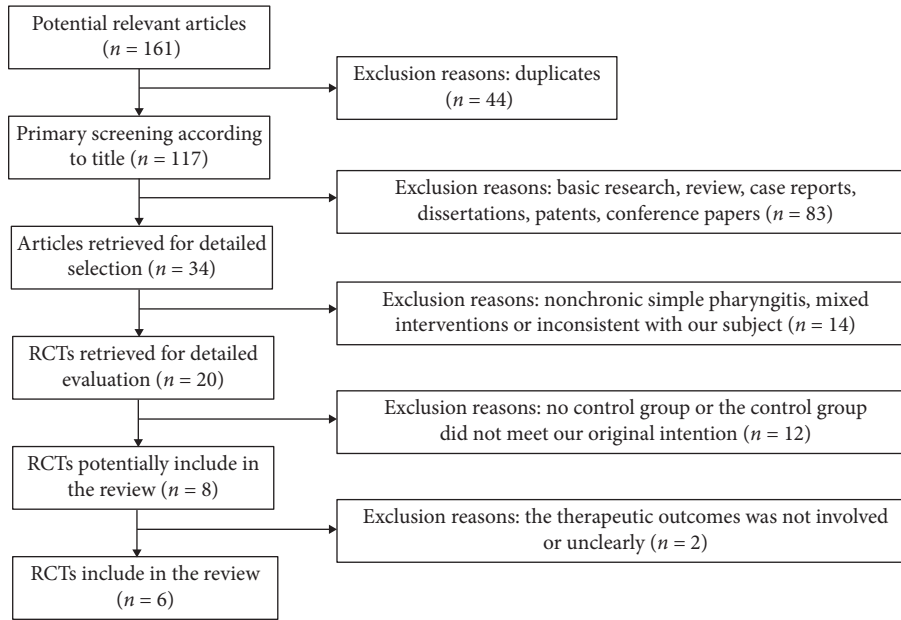 Potential relevant articles
(n = 161)
Exclusion reasons: duplicates
(n = 44)
Primary screening according
to title (n = 117)
Exclusion reasons: basic research, review, case reports,
dissertations, patents, conference papers (n = 83)
Articles retrieved for detailed
selection (n = 34)
Exclusion reasons: nonchronic simple pharyngitis, mixed
interventions or inconsistent with our subject (n = 14)
RCTs retrieved for detailed
evaluation (n = 20)
Exclusion reasons: no control group or the control group
did not meet our original intention (n = 12)
RCTs potentially include in
the review (n = 8)
Exclusion reasons: the therapeutic outcomes was not involved
or unclearly (n = 2)
RCTs include in the review
(n = 6)